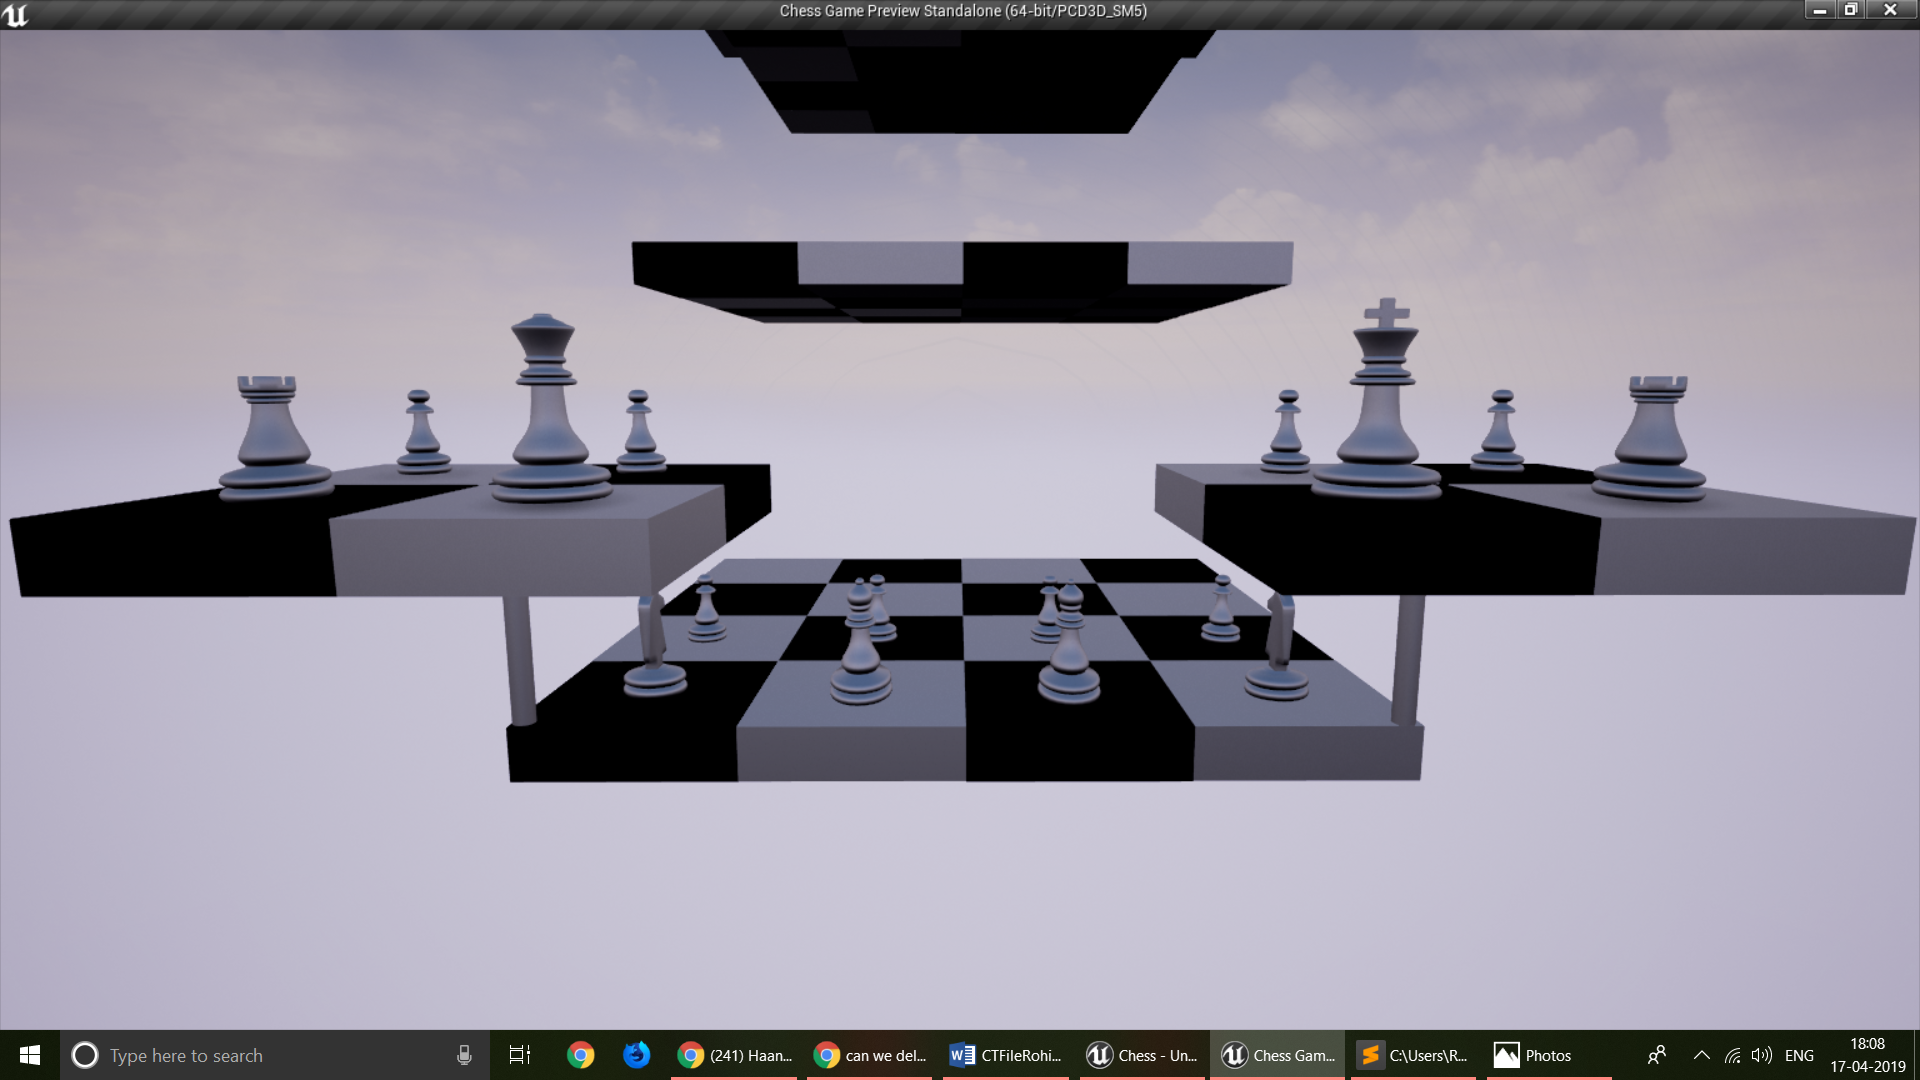 Chess Game Preview Standalone (64-bit/PCD3D_SM5)
Type here to search
(241) Haan...
can we del...
CTFileRohi...
Chess - Un...
Chess Gam...
C:\Users\R...
Photos
ENG
18:08
17-04-2019